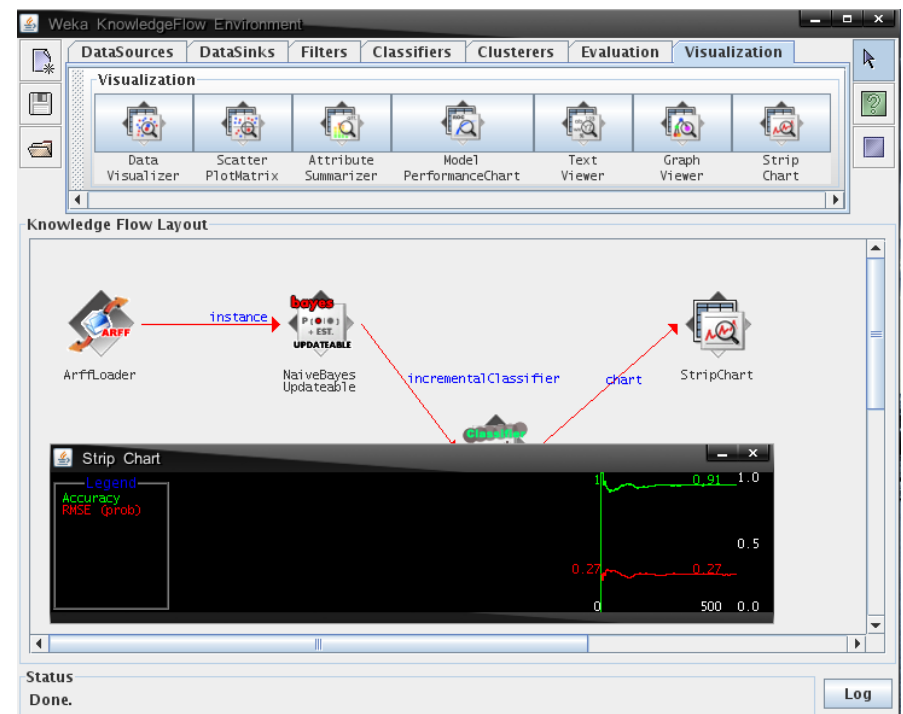 Weka KnowledgeFlow Environment
DataSources DataSinks Filters Classifiers Clusterers Evaluation Visualization
Visualization
Data Visualizer
Scatter PlotMatrix
Attribute Summarizer
Model PerformanceChart
Text Viewer
Graph Viewer
Strip Chart
Knowledge Flow Layout
ARFF
ArffLoader
instance
bayes
+ EST.
UPDATEABLE
NaiveBayes
Updateable
incrementalClassifier
Classifier
chart
StripChart
Strip Chart
Legend
Accuracy
RMSE (prob)
1 0,91 1.0
0.5
0.27 0,27
0 500 0.0
Status
Done.
Log